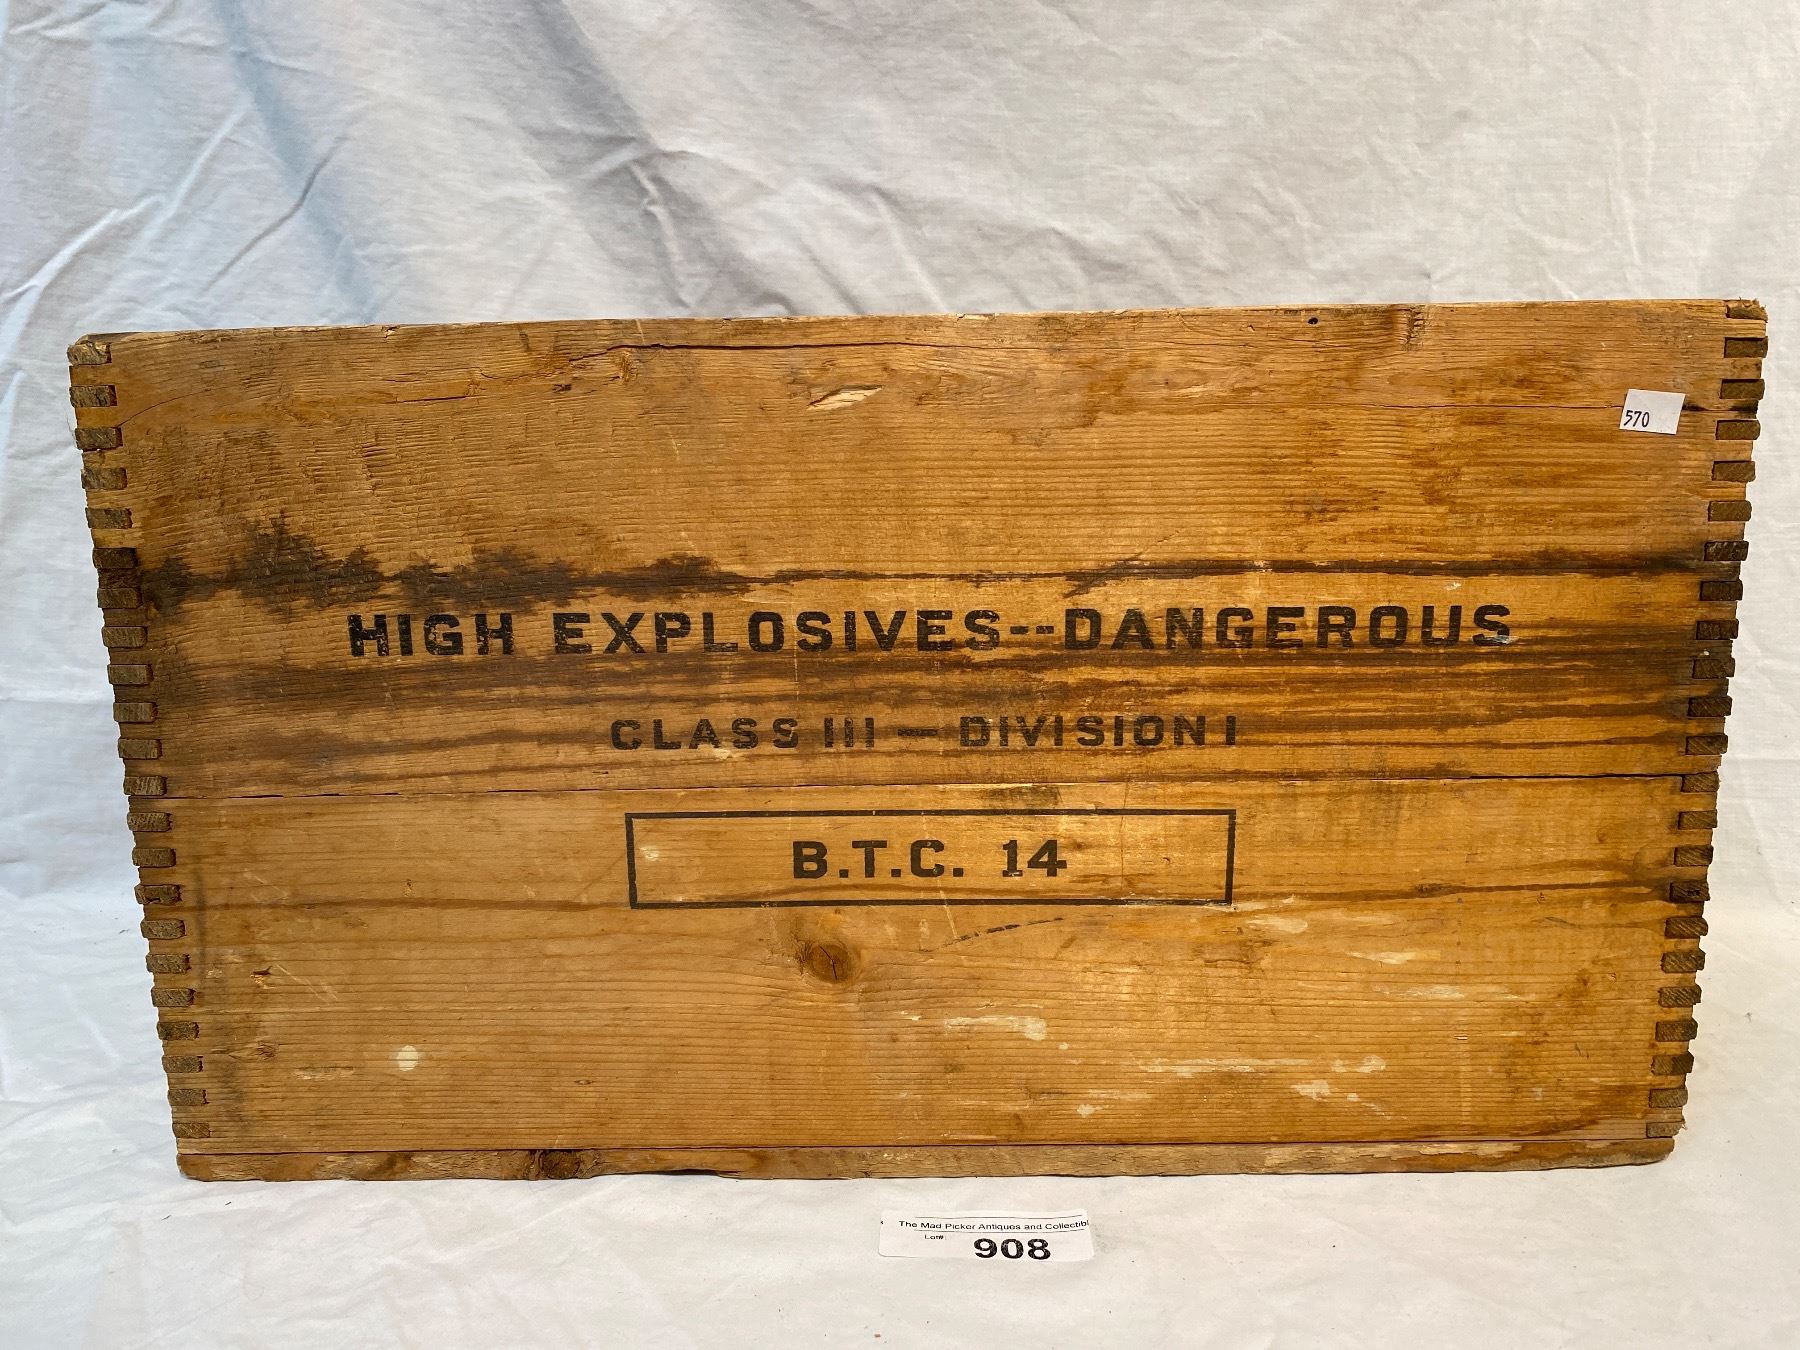 570
HIGH EXPLOSIVES--DANGEROUS
CLASS III — DIVISION I
B.T.C. 14
The Mad Picker Antiques and Collectibl
Lot#
908